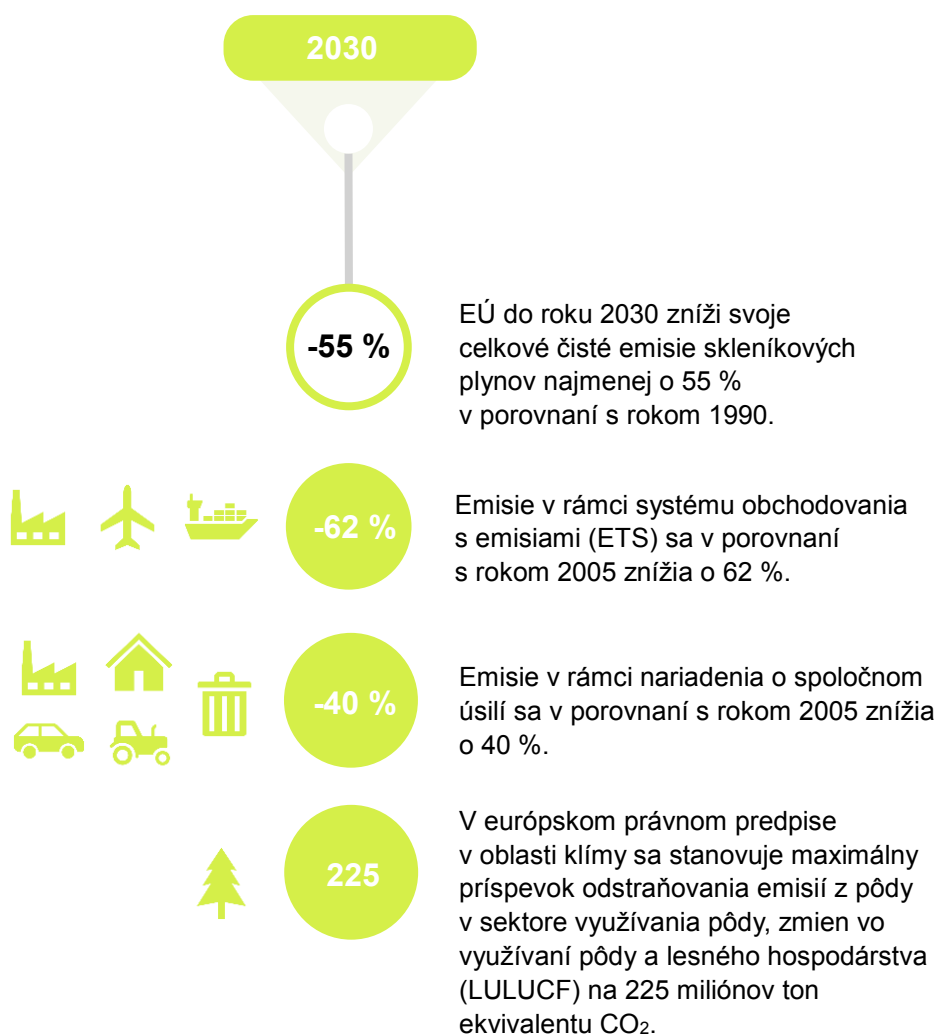 2030
-55 %
EÚ do roku 2030 zníži svoje
celkové čisté emisie skleníkových
plynov najmenej o 55 %
v porovnaní s rokom 1990.
-62 %
Emisie v rámci systému obchodovania
s emisiami (ETS) sa v porovnaní
s rokom 2005 znížia o 62 %.
-40 %
Emisie v rámci nariadenia o spoločnom
úsilí sa v porovnaní s rokom 2005 znížia
o 40 %.
225
V európskom právnom predpise
v oblasti klímy sa stanovuje maximálny
príspevok odstraňovania emisií z pôdy
v sektore využívania pôdy, zmien vo
využívaní pôdy a lesného hospodárstva
(LULUCF) na 225 miliónov ton
ekvivalentu CO₂.